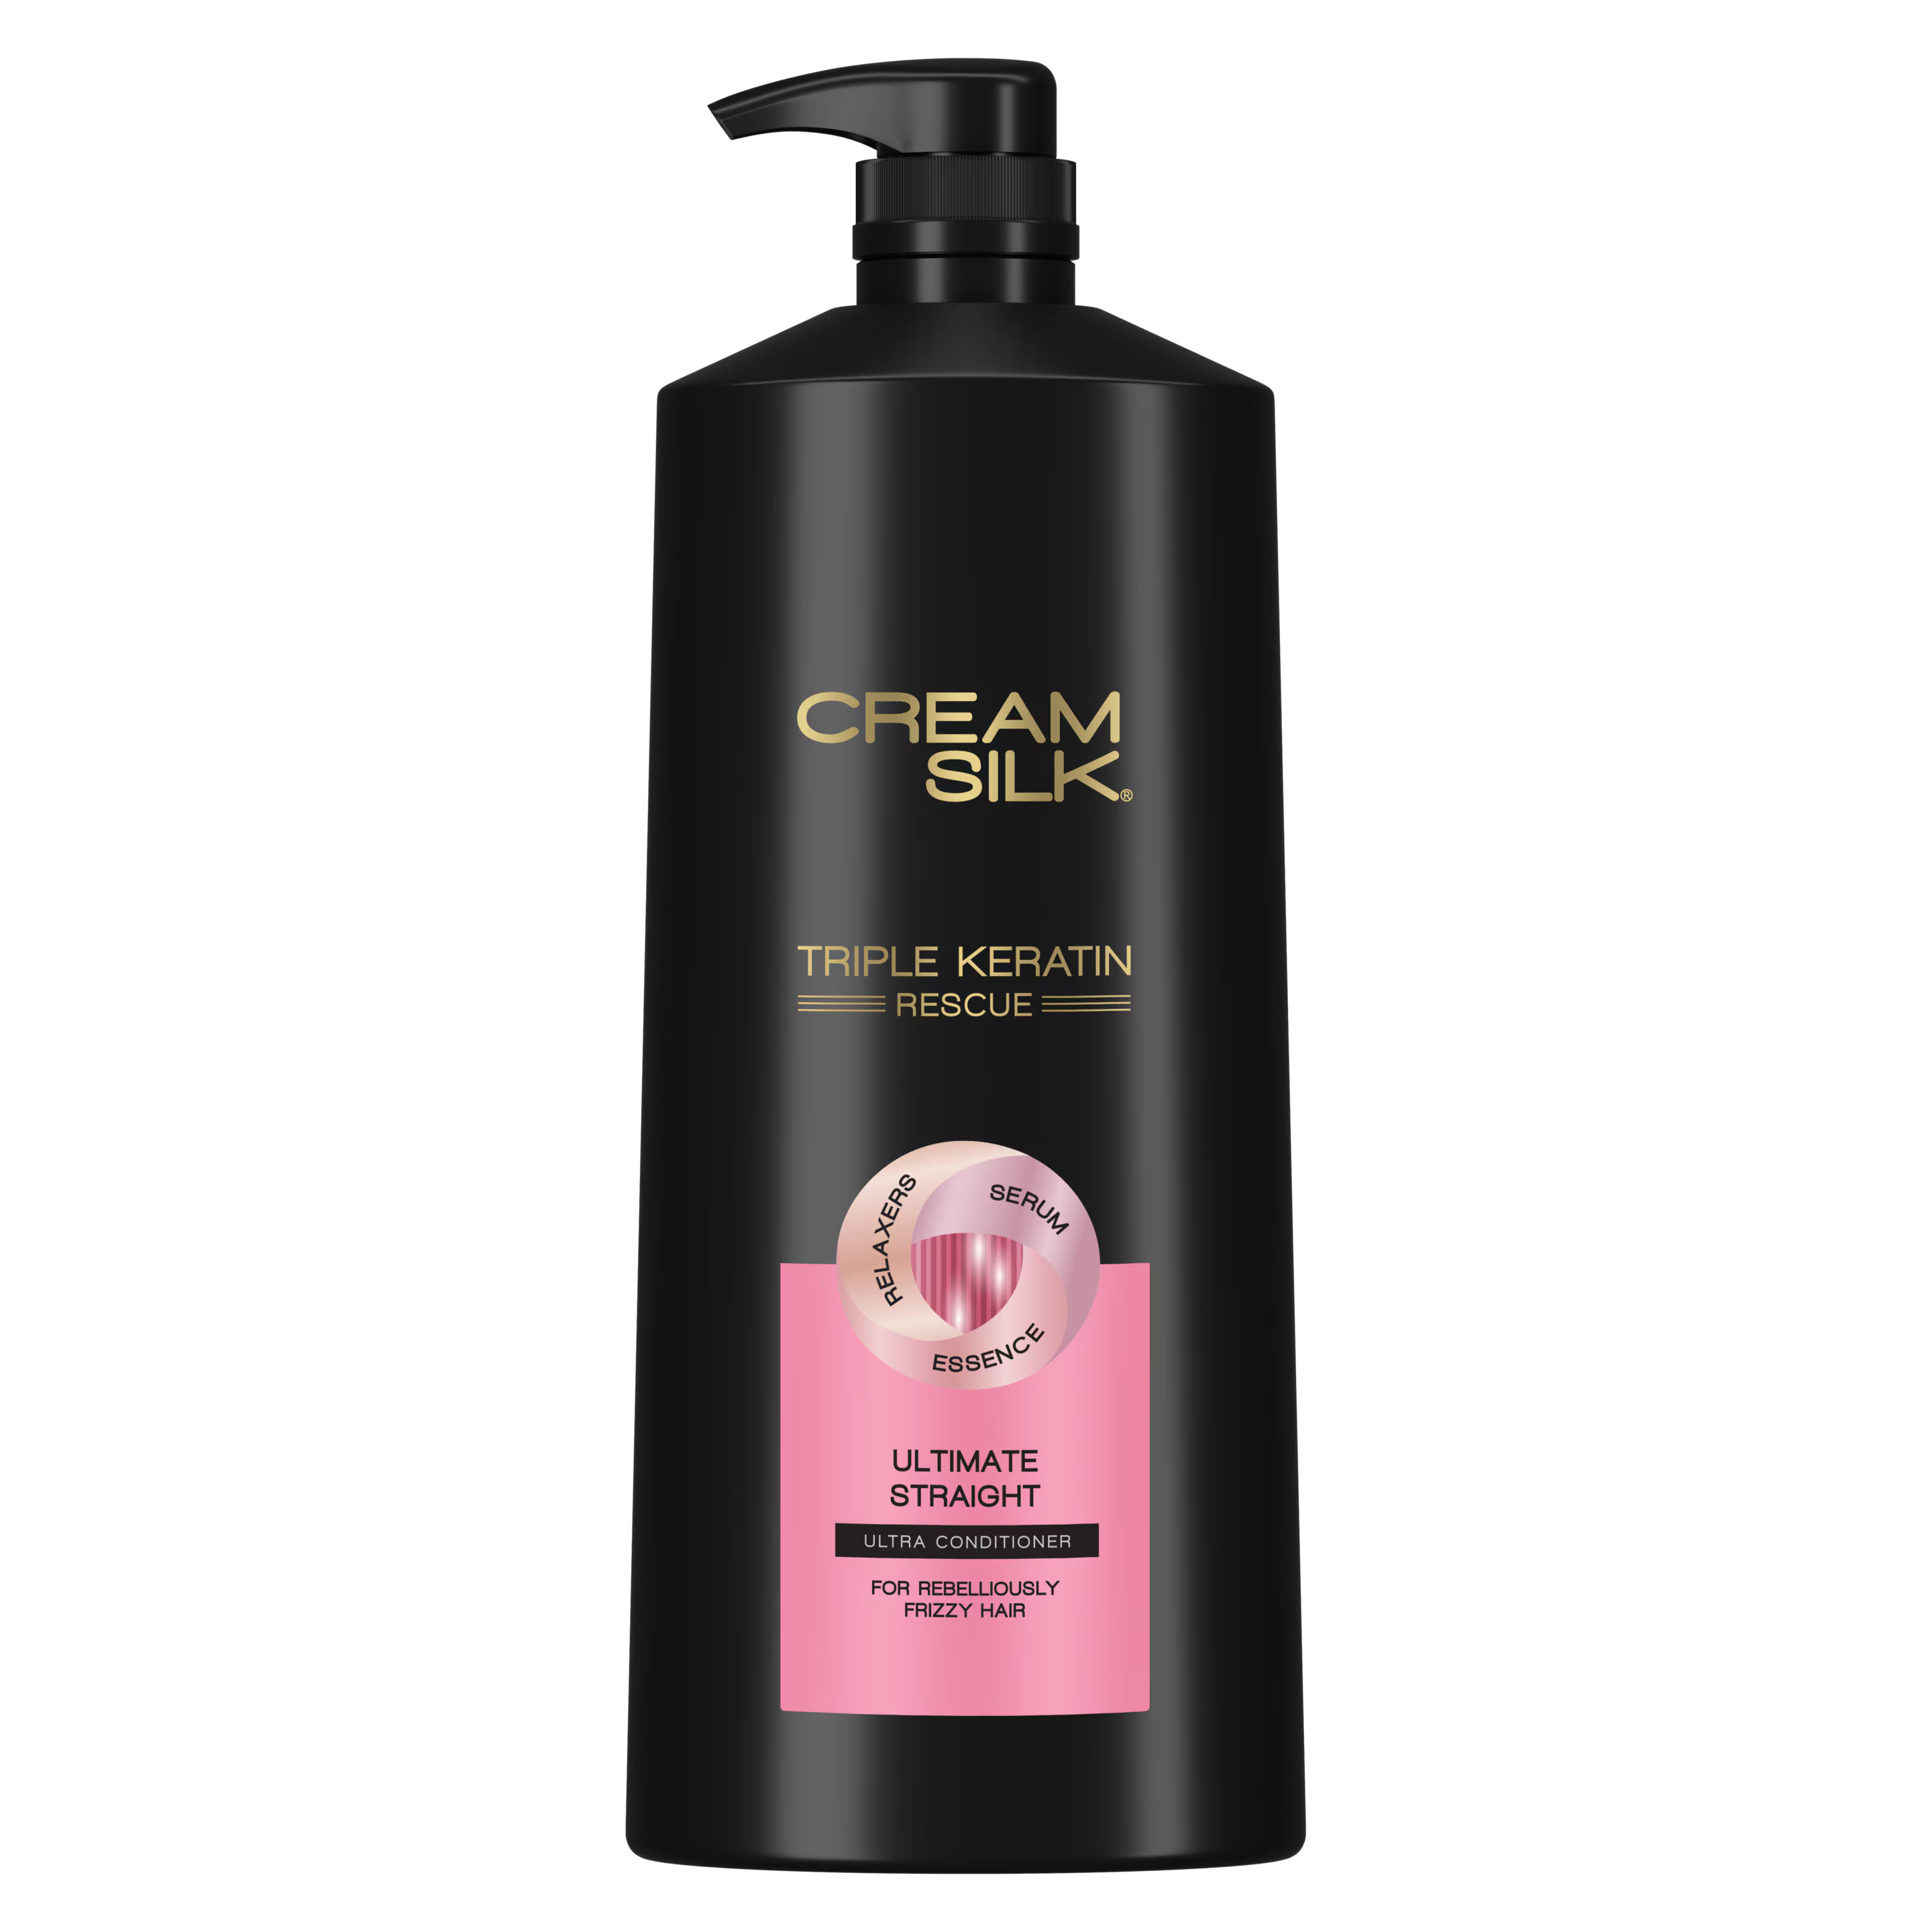 CREAM
SILK®
TRIPLE KERATIN
RESCUE
RELAXERS
SERUM
ESSENCE
ULTIMATE
STRAIGHT
ULTRA CONDITIONER
FOR REBELLIOUSLY
FRIZZY HAIR